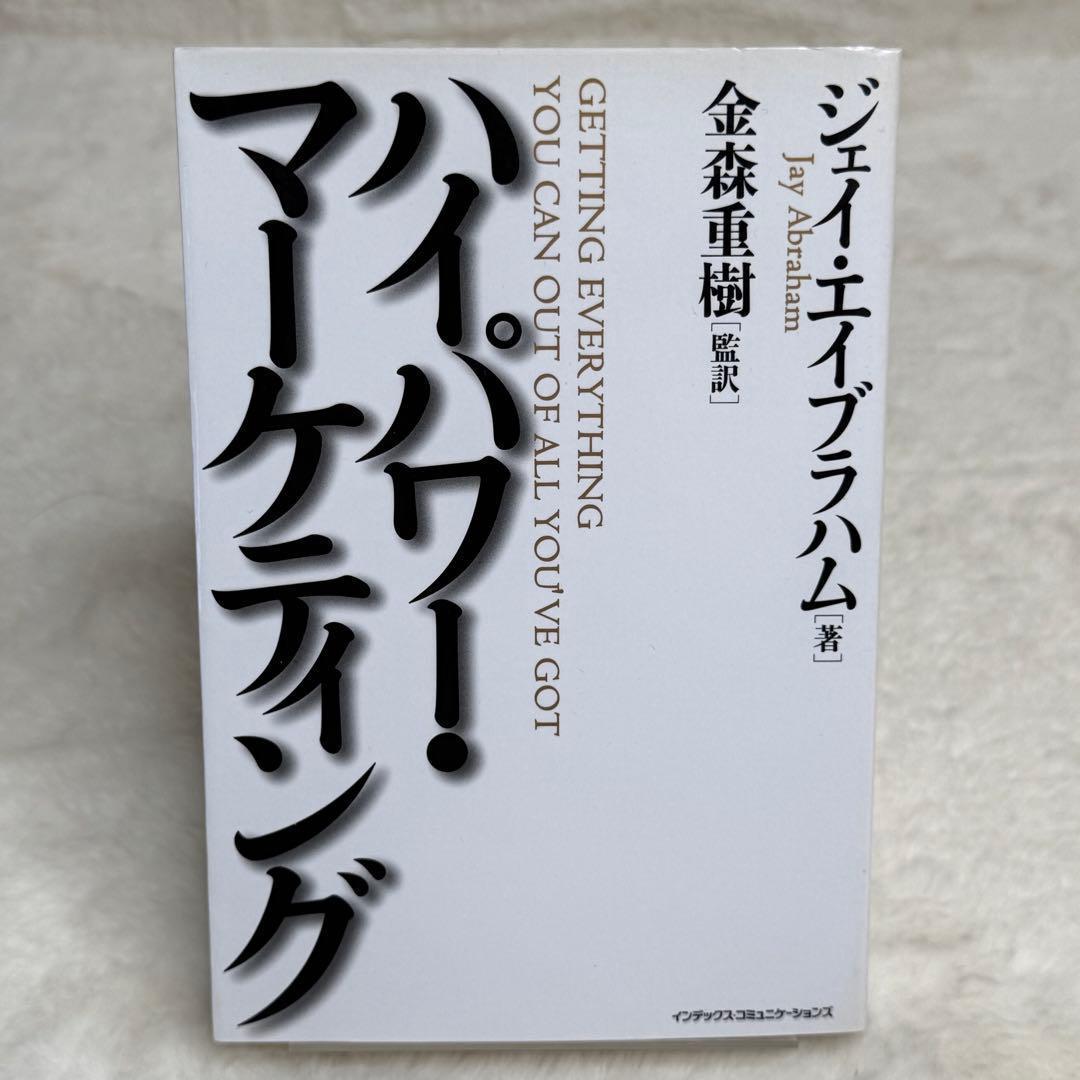 ジェイ・エイブラハム[著]
Jay Abraham
金森重樹[監訳]
GETTING EVERYTHING
YOU CAN OUT OF ALL YOU'VE GOT
ハイパワー・
マーケティング
インデックス・コミュニケーションズ